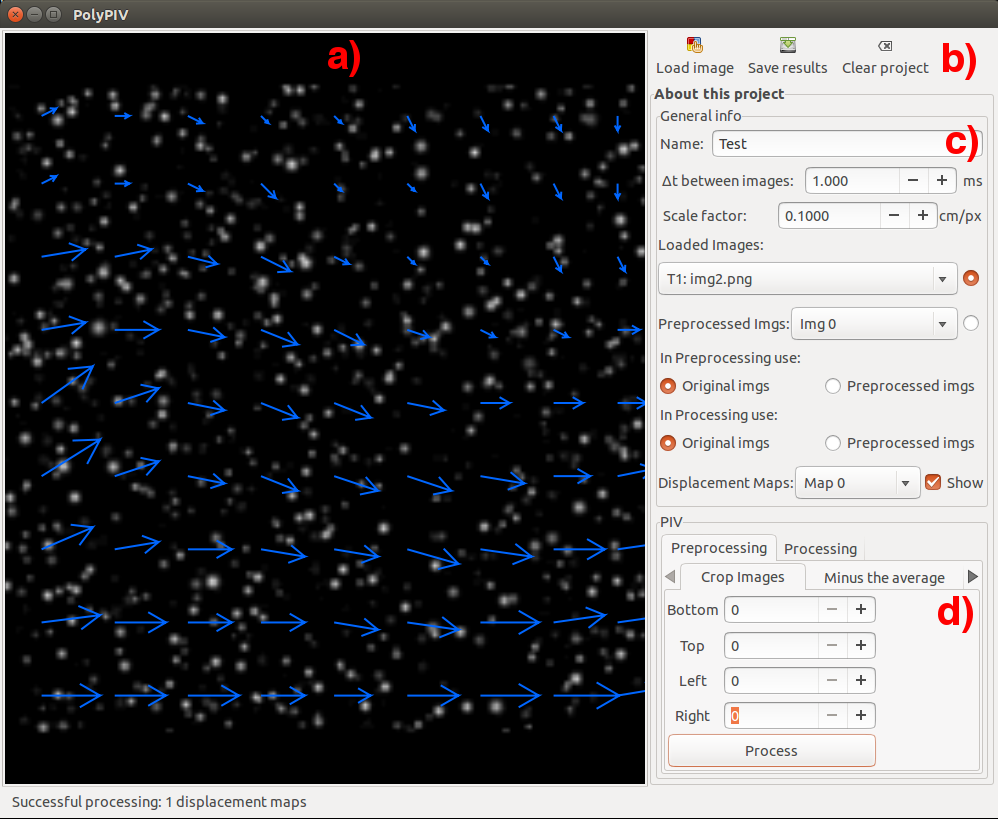 PolyPIV
a)
Load image Save results Clear project b)
About this project
General info
Name: Test c)
Δt between images: 1.000 − + ms
Scale factor: 0.1000 − + cm/px
Loaded Images:
T1: img2.png
Preprocessed Imgs: Img 0
In Preprocessing use:
Original imgs Preprocessed imgs
In Processing use:
Original imgs Preprocessed imgs
Displacement Maps: Map 0 Show
PIV
Preprocessing Processing
Crop Images Minus the average
Bottom 0 − + d)
Top 0 − +
Left 0 − +
Right 0 − +
Process
Successful processing: 1 displacement maps